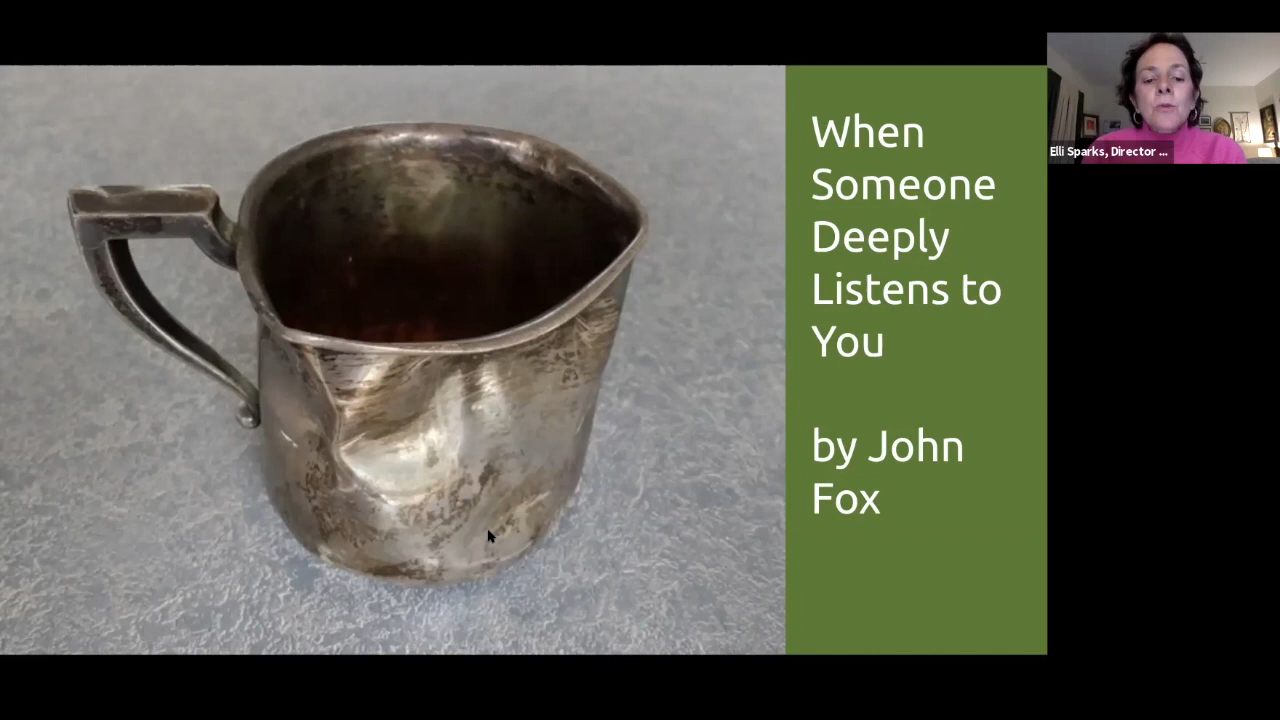 When
Someone
Deeply
Listens to
You
by John
Fox
Elli Sparks, Director ...